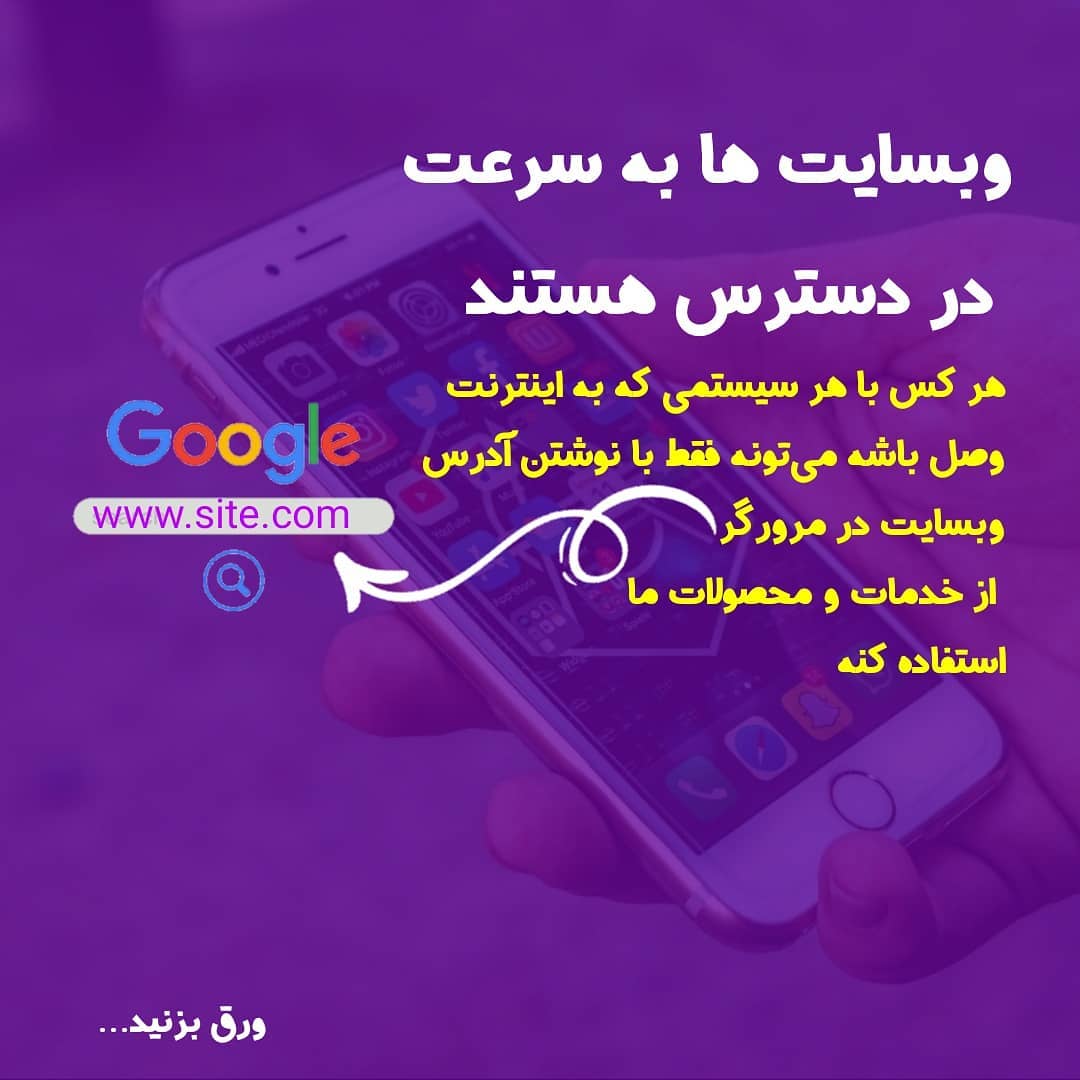 وبسایت ها به سرعت
در دسترس هستند
هر کس با هر سیستمی که به اینترنت
وصل باشه می‌تونه فقط با نوشتن آدرس
وبسایت در مرورگر
از خدمات و محصولات ما
استفاده کنه
Google
www.site.com
ورق بزنید...